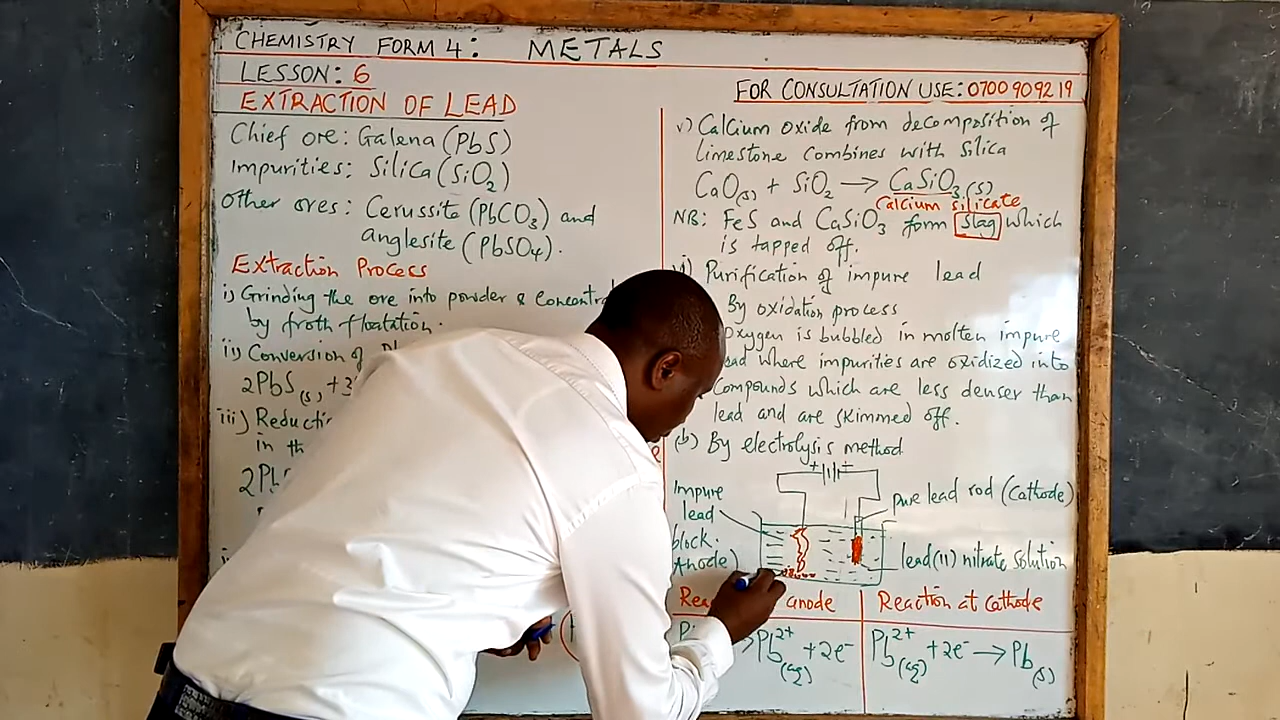 CHEMISTRY FORM 4: METALS
LESSON: 6
FOR CONSULTATION USE: 0700 909219
EXTRACTION OF LEAD
Chief ore: Galena (PbS)
Impurities: Silica (SiO₂)
Other ores: Cerussite (PbCO₃) and
anglesite (PbSO₄).
Extraction Process
i) Grinding the ore into powder &
by froth flotation.
ii) Conversion of
2PbS(s) +
iii)
in
v) Calcium oxide from decomposition of
limestone combines with silica
CaO(s) + SiO₂ → CaSiO₃(s)
Calcium silicate
NB: FeS and CaSiO₃ form slag which
is tapped off.
Purification of impure lead
By oxidation process
Oxygen is bubbled in molten impure
where impurities are oxidized into
compounds which are less denser than
lead and are skimmed off.
(b) By electrolysis method
+ -
Impure
lead
block.
Anode)
pure lead rod (Cathode)
lead(II) nitrate solution
anode
Reaction at cathode
Pb²⁺(aq) + 2e⁻
Pb²⁺(aq) + 2e⁻ → Pb(s)